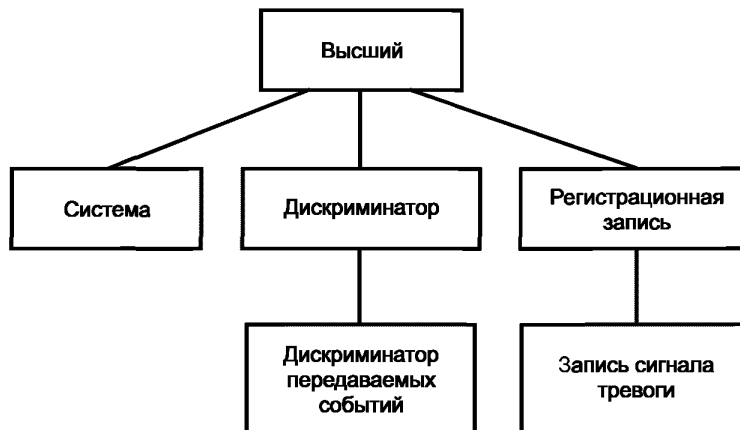 Высший
Система
Дискриминатор
Регистрационная
запись
Дискриминатор
передаваемых
событий
Запись сигнала
тревоги